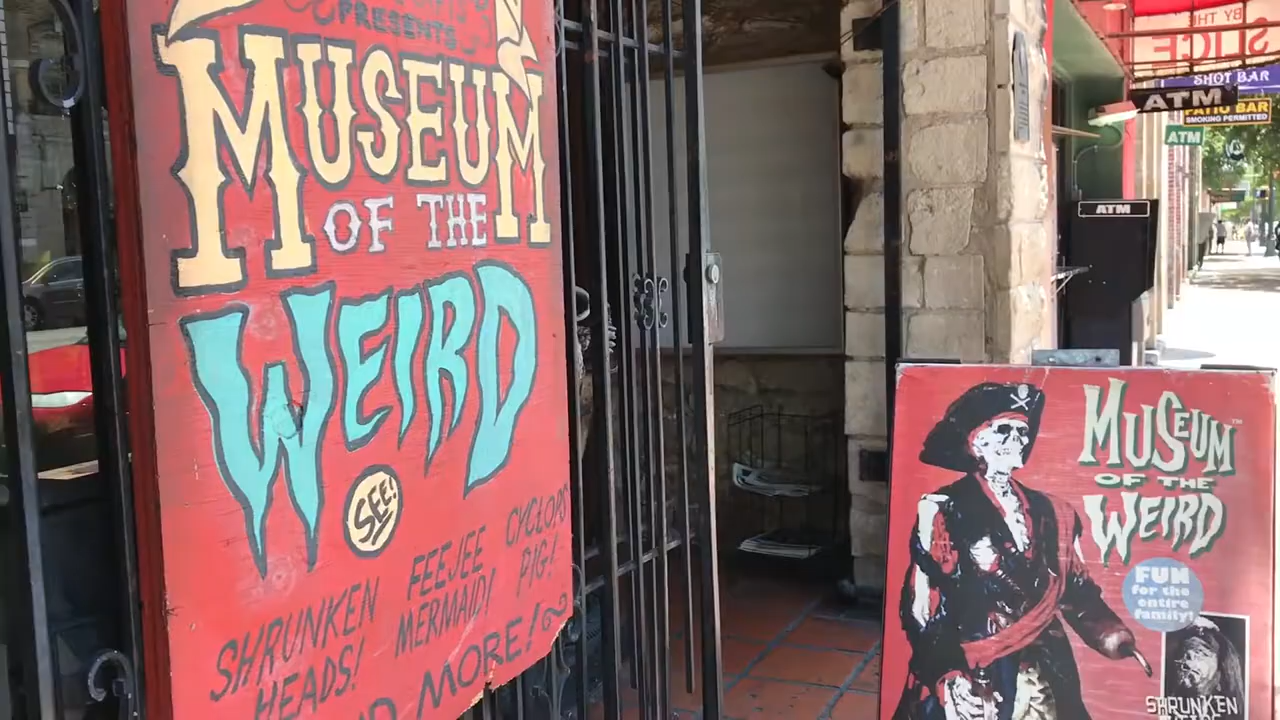 PRESENTS
MUSEUM
OF THE
WEIRD
SEE!
SHRUNKEN
HEADS!
FEEJEE
MERMAID!
CYCLOPS
PIG!
MORE!
BY THE
SLICE
SHOT BAR
ATM
PATIO BAR
SMOKING PERMITTED
ATM
ATM
MUSEUM
OF THE
WEIRD
FUN
for the
entire
family!
SHRUNKEN